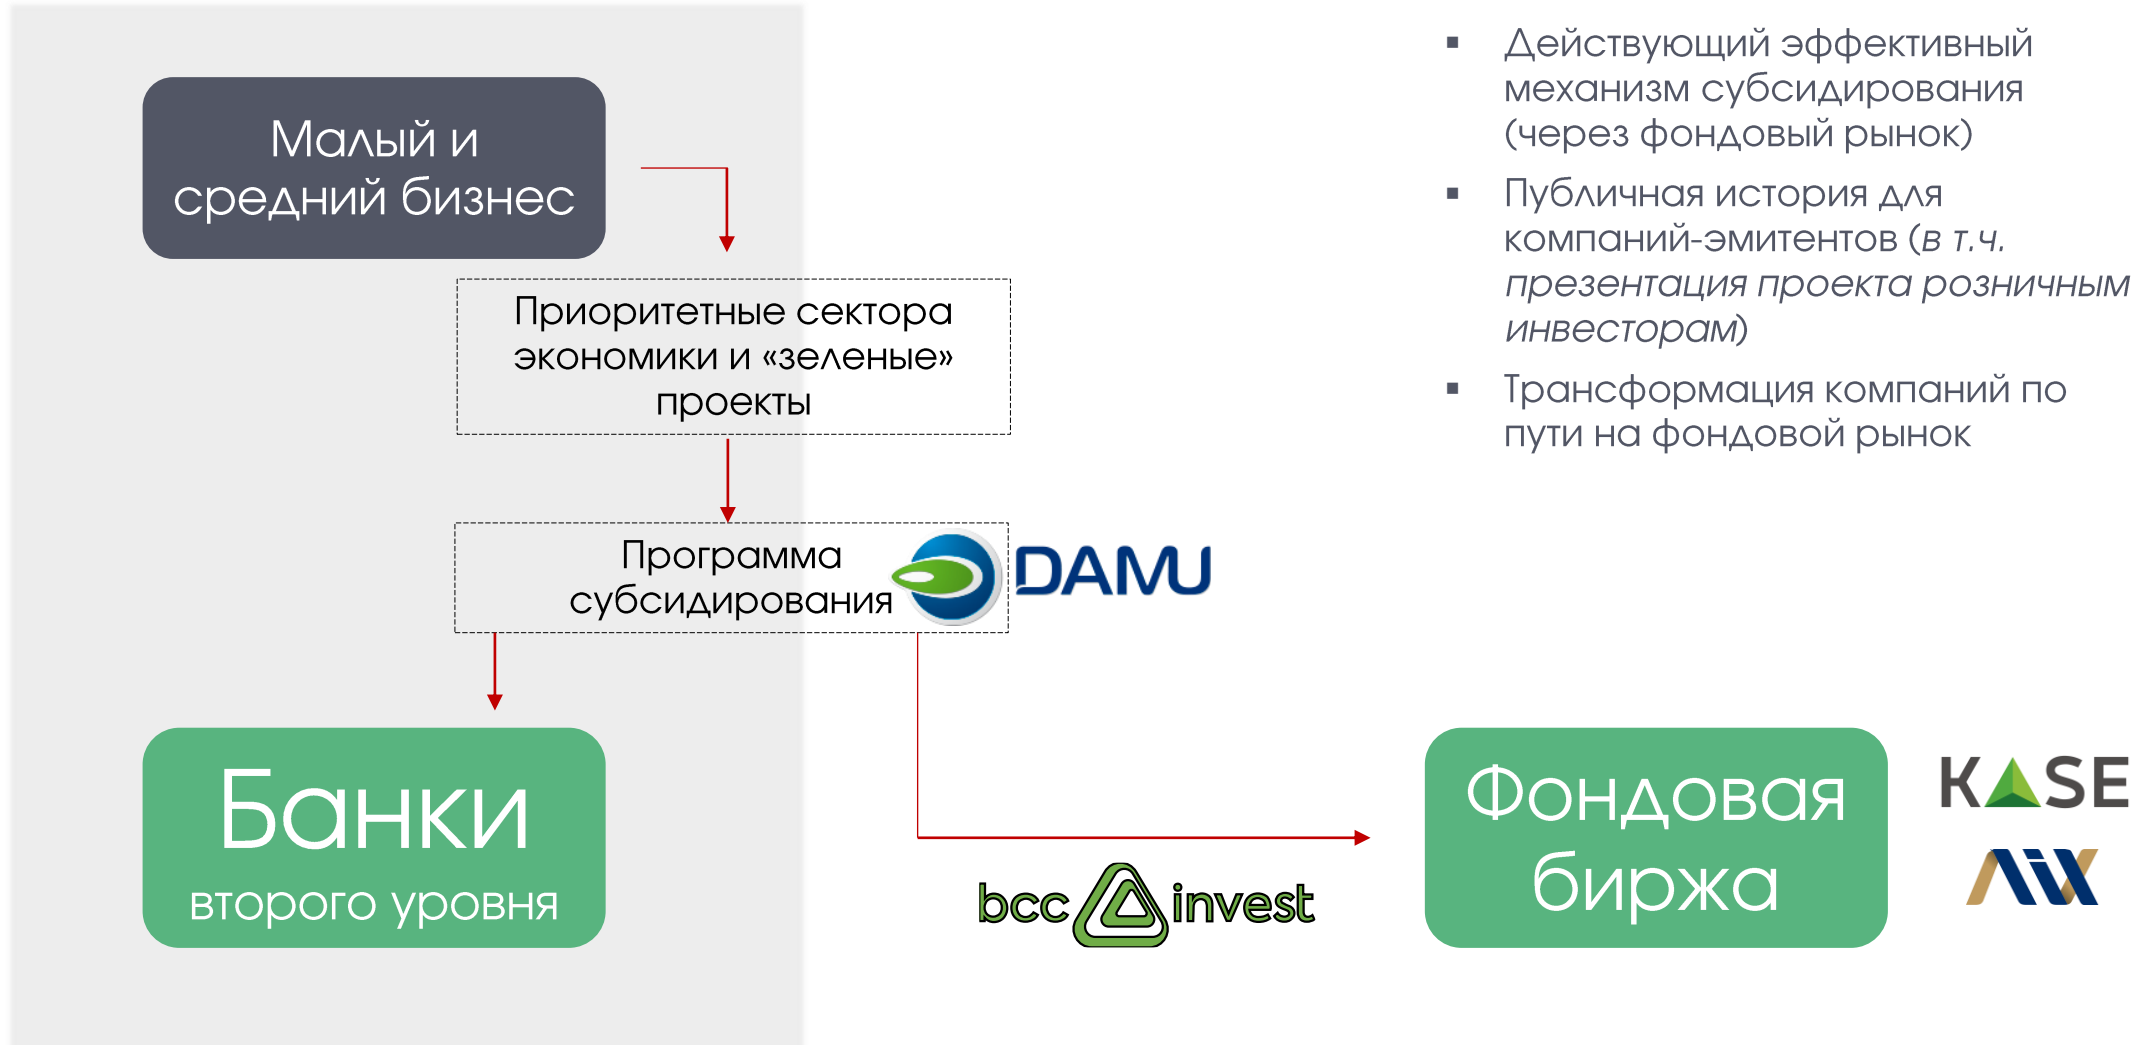 Малый и
средний бизнес
Приоритетные сектора
экономики и «зеленые»
проекты
Программа
субсидирования
DAMU
Банки
второго уровня
bcc invest
Фондовая
биржа
KASE
AIX
▪ Действующий эффективный
механизм субсидирования
(через фондовый рынок)
▪ Публичная история для
компаний-эмитентов (в т.ч.
презентация проекта розничным
инвесторам)
▪ Трансформация компаний по
пути на фондовой рынок